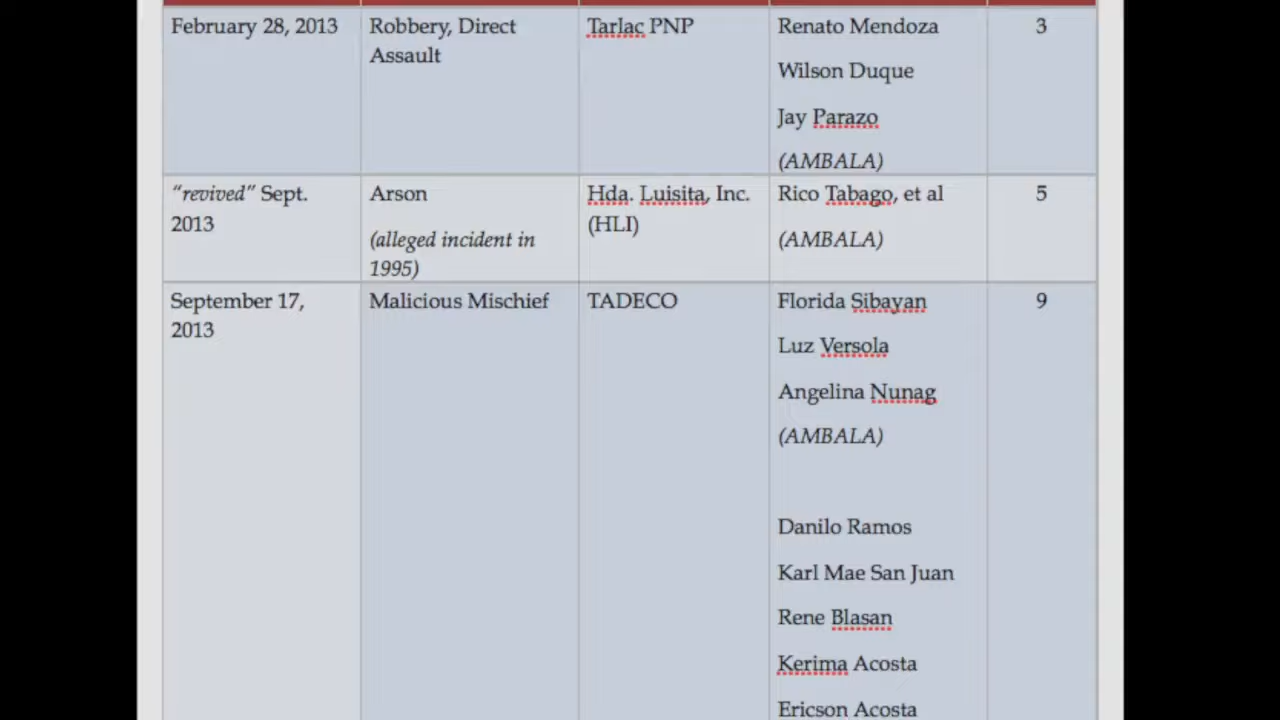 February 28, 2013 Robbery, Direct Tarlac PNP Renato Mendoza 3
Assault
Wilson Duque
Jay Parazo
(AMBALA)
"revived" Sept. Arson Hda. Luisita, Inc. Rico Tabago, et al 5
2013 (HLI)
(alleged incident in (AMBALA)
1995)
September 17, Malicious Mischief TADECO Florida Sibayan 9
2013
Luz Versola
Angelina Nunag
(AMBALA)
Danilo Ramos
Karl Mae San Juan
Rene Blasan
Kerima Acosta
Ericson Acosta